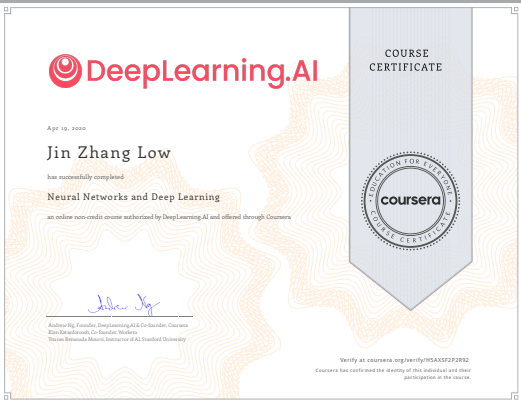 DeepLearning.AI
COURSE
CERTIFICATE
Apr 19, 2020
Jin Zhang Low
has successfully completed
Neural Networks and Deep Learning
an online non-credit course authorized by DeepLearning.AI and offered through Coursera
EDUCATION FOR EVERYONE
coursera
COURSE CERTIFICATE
Andrew Ng
Andrew Ng, Founder, DeepLearning.AI & Co-founder, Coursera
Kian Katanforoosh, Co-founder, Workera
Younes Bensouda Mourri, Instructor of AI, Stanford University
Verify at coursera.org/verify/
Coursera has confirmed the identity of this individual and their
participation in the course.